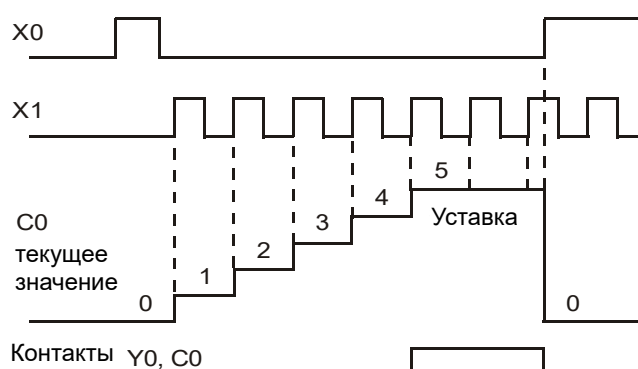 X0
X1
5
4
Уставка
3
C0
2
текущее
1
значение
0
0
Контакты Y0, C0